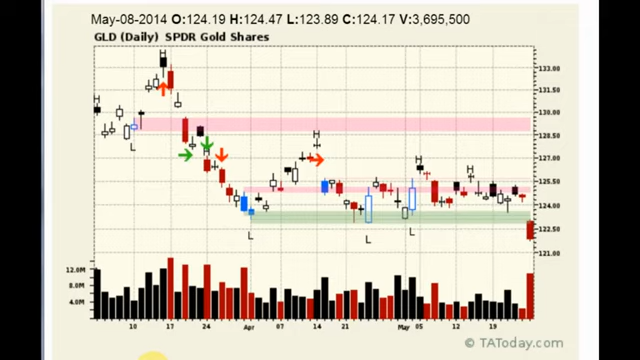 May-08-2014 O:124.19 H:124.47 L:123.89 C:124.17 V:3,695,500
GLD (Daily) SPDR Gold Shares
H
133.00
131.50
H
130.00
128.50
L
H
127.00
H
H
H
125.50
124.00
122.50
L
L
L
121.00
12.0M
8.0M
4.0M
10 17 24 Apr 07 14 21 May 05 12 19
© TAToday.com